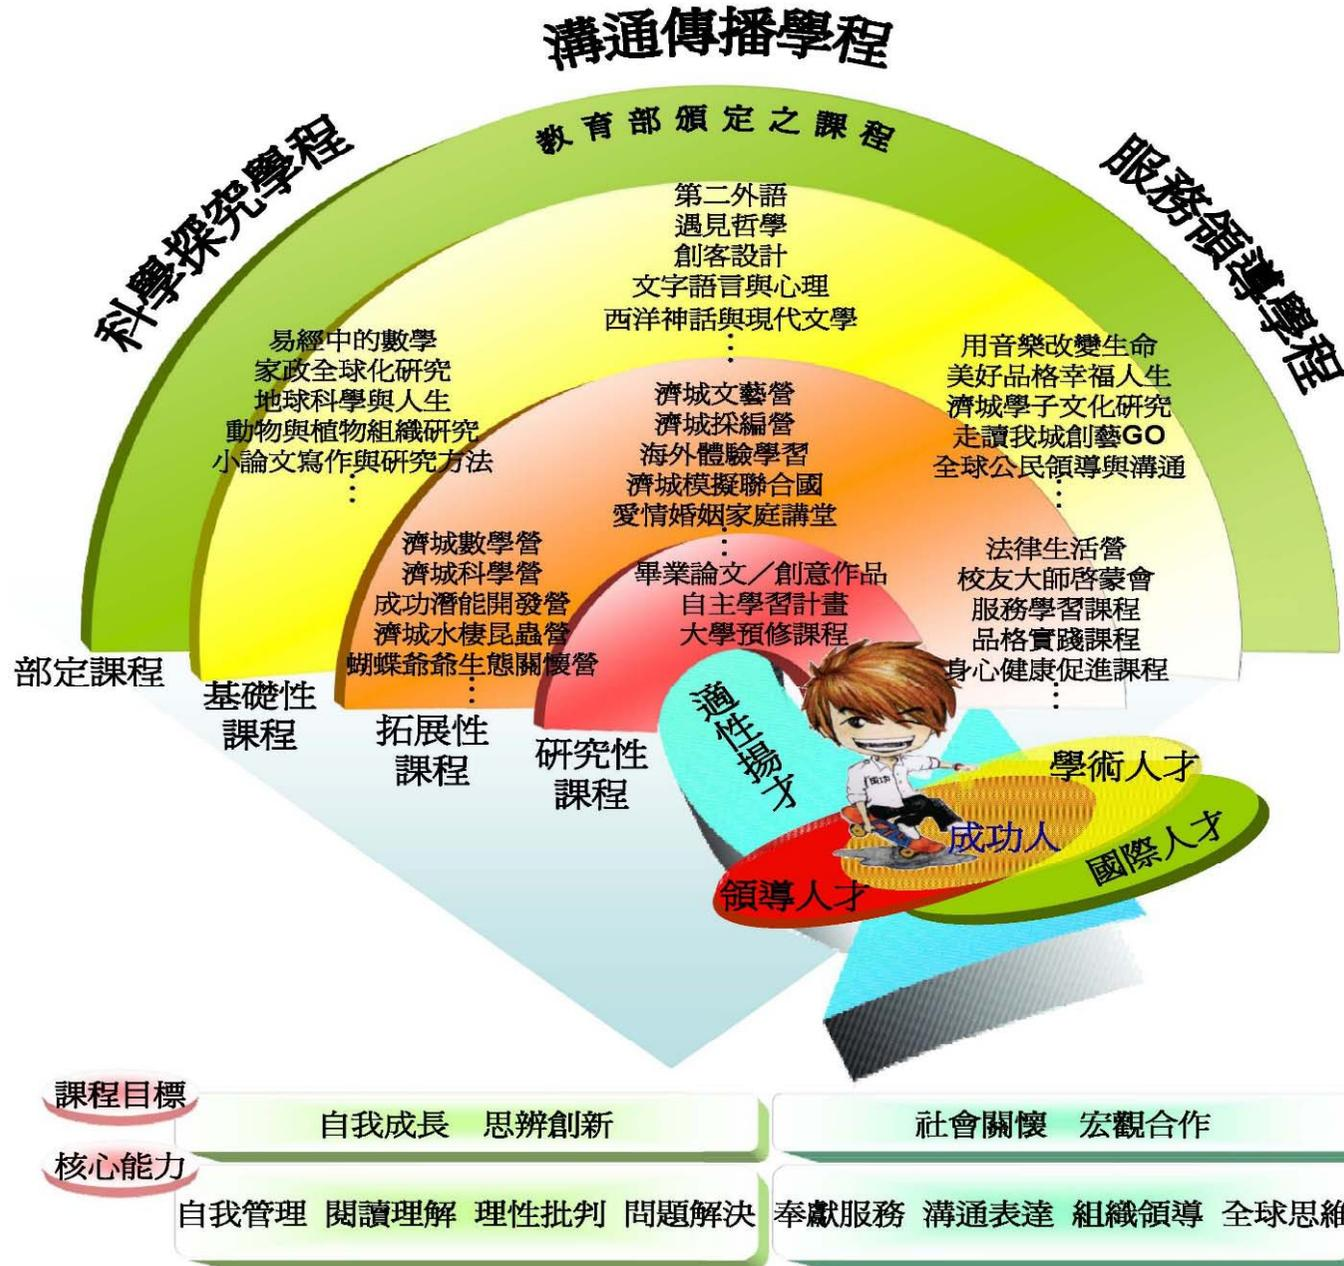 溝通傳播學程
科學探究學程
服務領導學程
教育部頒定之課程
第二外語
遇見哲學
創客設計
文字語言與心理
西洋神話與現代文學
易經中的數學
家政全球化研究
地球科學與人生
動物與植物組織研究
小論文寫作與研究方法
用音樂改變生命
美好品格幸福人生
濟城學子文化研究
走讀我城創藝GO
全球公民領導與溝通
濟城文藝營
濟城採編營
海外體驗學習
濟城模擬聯合國
愛情婚姻家庭講堂
濟城數學營
濟城科學營
成功潛能開發營
濟城水棲昆蟲營
蝴蝶爺爺生態關懷營
法律生活營
校友大師啓蒙會
服務學習課程
品格實踐課程
身心健康促進課程
畢業論文／創意作品
自主學習計畫
大學預修課程
部定課程
基礎性
課程
拓展性
課程
研究性
課程
適性揚才
學術人才
成功人
國際人才
領導人才
課程目標
自我成長 思辨創新
社會關懷 宏觀合作
核心能力
自我管理 閱讀理解 理性批判 問題解決
奉獻服務 溝通表達 組織領導 全球思維